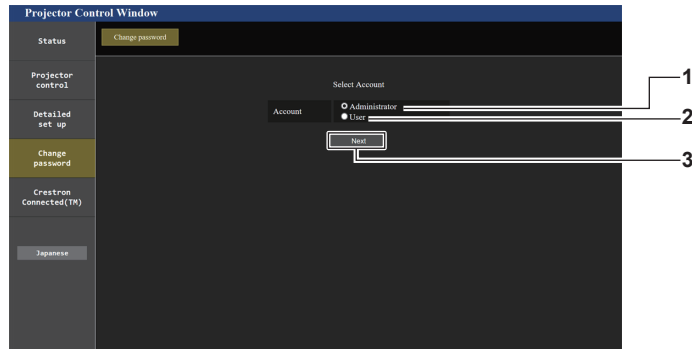 Projector Control Window
Status
Change password
Projector
control
Detailed
set up
Change
password
Crestron
Connected(TM)
Japanese
Select Account
Account
Administrator
User
Next
1
2
3